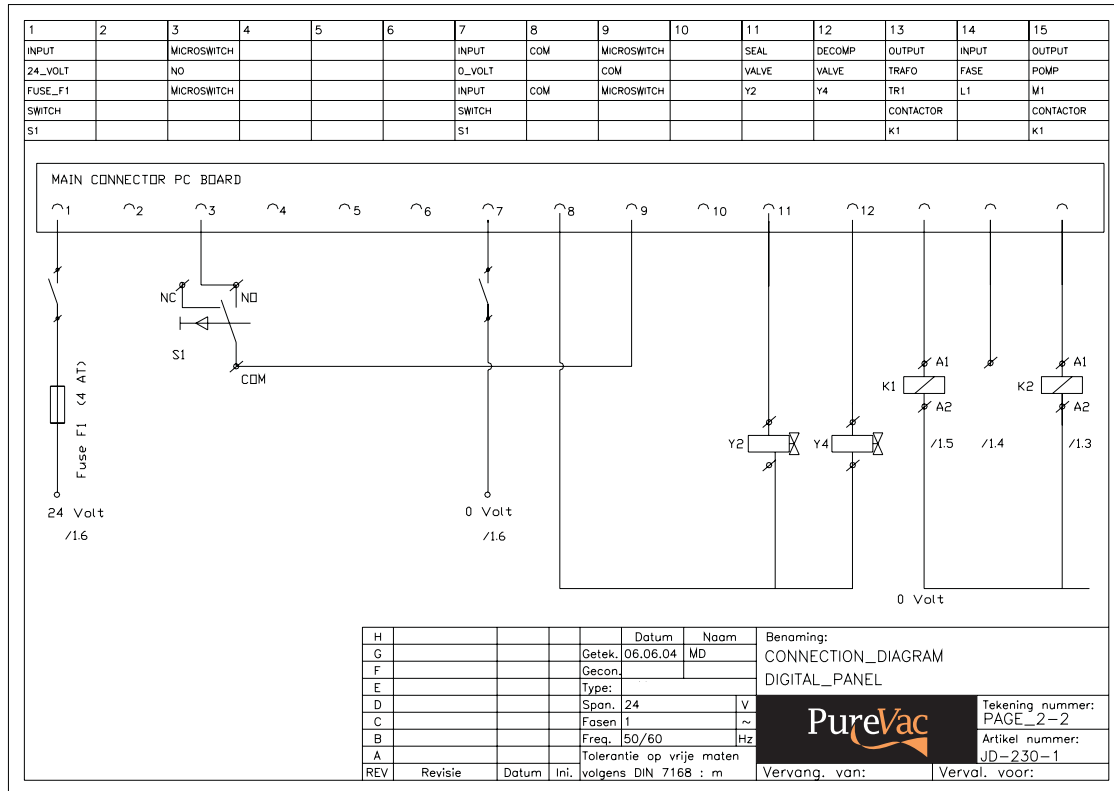 1 2 3 4 5 6 7 8 9 10 11 12 13 14 15
INPUT MICROSWITCH INPUT COM MICROSWITCH SEAL DECOMP OUTPUT INPUT OUTPUT
24_VOLT NO 0_VOLT COM VALVE VALVE TRAFO FASE POMP
FUSE_F1 MICROSWITCH INPUT COM MICROSWITCH Y2 Y4 TR1 L1 M1
SWITCH SWITCH CONTACTOR CONTACTOR
S1 S1 K1 K1
MAIN CONNECTOR PC BOARD
1 2 3 4 5 6 7 8 9 10 11 12
NC NO
S1
COM
Fuse F1 (4 AT)
A1 A1
K1 K2
A2 A2
Y2 Y4 /1.5 /1.4 /1.3
24 Volt 0 Volt
/1.6 /1.6
0 Volt
H Datum Naam Benaming:
G Getek. 06.06.04 MD CONNECTION_DIAGRAM
F Gecon.
E Type: DIGITAL_PANEL
D Span. 24 V
C Fasen 1 ~
B Freq. 50/60 Hz
A Tolerantie op vrije maten
REV Revisie Datum Ini. volgens DIN 7168 : m
PureVac
Tekening nummer:
PAGE_2-2
Artikel nummer:
JD-230-1
Vervang. van: Verval. voor: